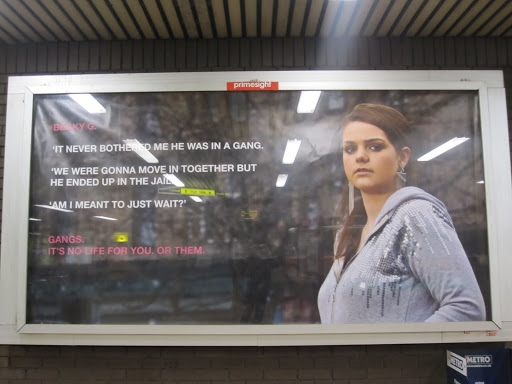 primesight
BECKY G.
'IT NEVER BOTHERED ME HE WAS IN A GANG.
'WE WERE GONNA MOVE IN TOGETHER BUT
HE ENDED UP IN THE JAIL.
'AM I MEANT TO JUST WAIT?'
GANGS.
IT'S NO LIFE FOR YOU. OR THEM.
METRO
METRO